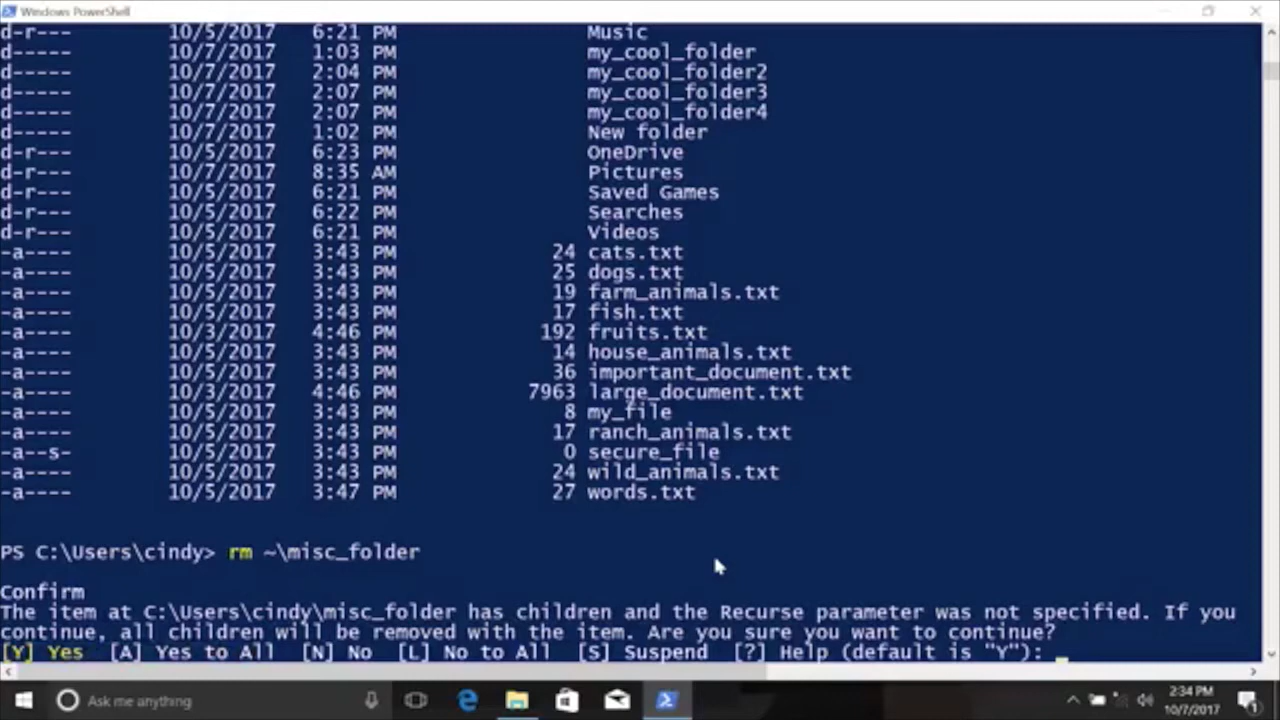 Windows PowerShell
d-r--- 10/5/2017 6:21 PM Music
d----- 10/7/2017 1:03 PM my_cool_folder
d----- 10/7/2017 2:04 PM my_cool_folder2
d----- 10/7/2017 2:07 PM my_cool_folder3
d----- 10/7/2017 2:07 PM my_cool_folder4
d----- 10/7/2017 1:02 PM New folder
d-r--- 10/5/2017 6:23 PM OneDrive
d-r--- 10/7/2017 8:35 AM Pictures
d-r--- 10/5/2017 6:21 PM Saved Games
d-r--- 10/5/2017 6:22 PM Searches
d-r--- 10/5/2017 6:21 PM Videos
-a---- 10/5/2017 3:43 PM 24 cats.txt
-a---- 10/5/2017 3:43 PM 25 dogs.txt
-a---- 10/5/2017 3:43 PM 19 farm_animals.txt
-a---- 10/5/2017 3:43 PM 17 fish.txt
-a---- 10/3/2017 4:46 PM 192 fruits.txt
-a---- 10/5/2017 3:43 PM 14 house_animals.txt
-a---- 10/5/2017 3:43 PM 36 important_document.txt
-a---- 10/3/2017 4:46 PM 7963 large_document.txt
-a---- 10/5/2017 3:43 PM 8 my_file
-a---- 10/5/2017 3:43 PM 17 ranch_animals.txt
-a--s- 10/5/2017 3:43 PM 0 secure_file
-a---- 10/5/2017 3:43 PM 24 wild_animals.txt
-a---- 10/5/2017 3:47 PM 27 words.txt
PS C:\Users\cindy> rm ~\misc_folder
Confirm
The item at C:\Users\cindy\misc_folder has children and the Recurse parameter was not specified. If you
continue, all children will be removed with the item. Are you sure you want to continue?
[Y] Yes [A] Yes to All [N] No [L] No to All [S] Suspend [?] Help (default is "Y"):
Ask me anything
2:34 PM
10/7/2017
1